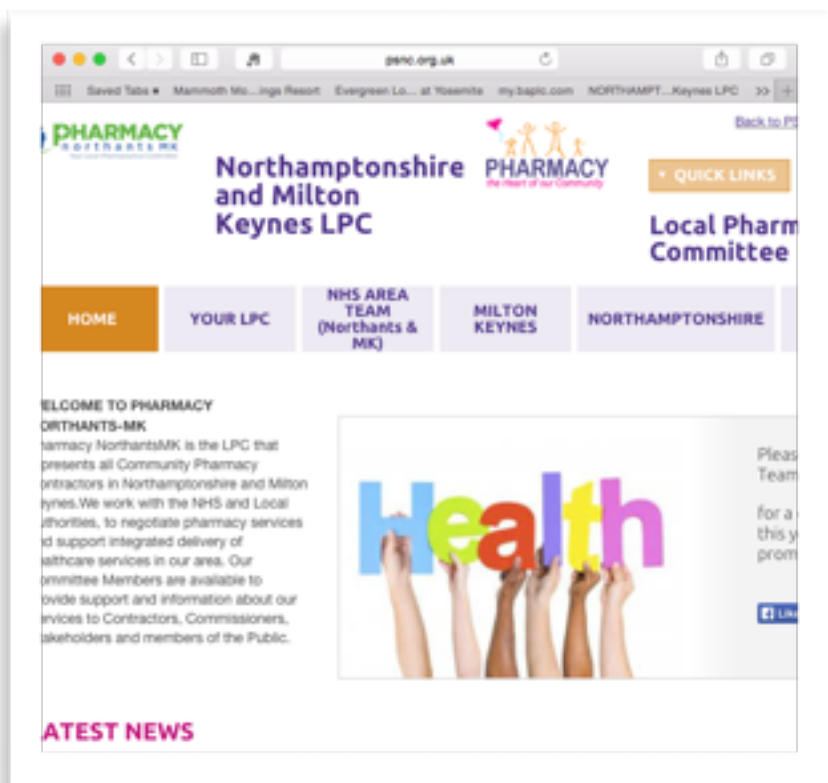 psnc.org.uk
Saved Tabs Mammoth Mo...ings Resort Evergreen Lo... at Yosemite my.bapic.com NORTHAMPT...Keynes LPC >>
Back to PS
PHARMACY
northants MK
PHARMACY
the Heart of our Community
QUICK LINKS
Northamptonshire
and Milton
Keynes LPC
Local Pharm
Committee
HOME
YOUR LPC
NHS AREA
TEAM
(Northants &
MK)
MILTON
KEYNES
NORTHAMPTONSHIRE
ELCOME TO PHARMACY
ORTHANTS-MK
armacy NorthantsMK is the LPC that
presents all Community Pharmacy
ontractors in Northamptonshire and Milton
eynes.We work with the NHS and Local
uthorities, to negotiate pharmacy services
nd support integrated delivery of
ealthcare services in our area. Our
ommittee Members are available to
rovide support and information about our
ervices to Contractors, Commissioners,
akeholders and members of the Public.
Health
Pleas
Team
for a
this y
prom
Like
ATEST NEWS